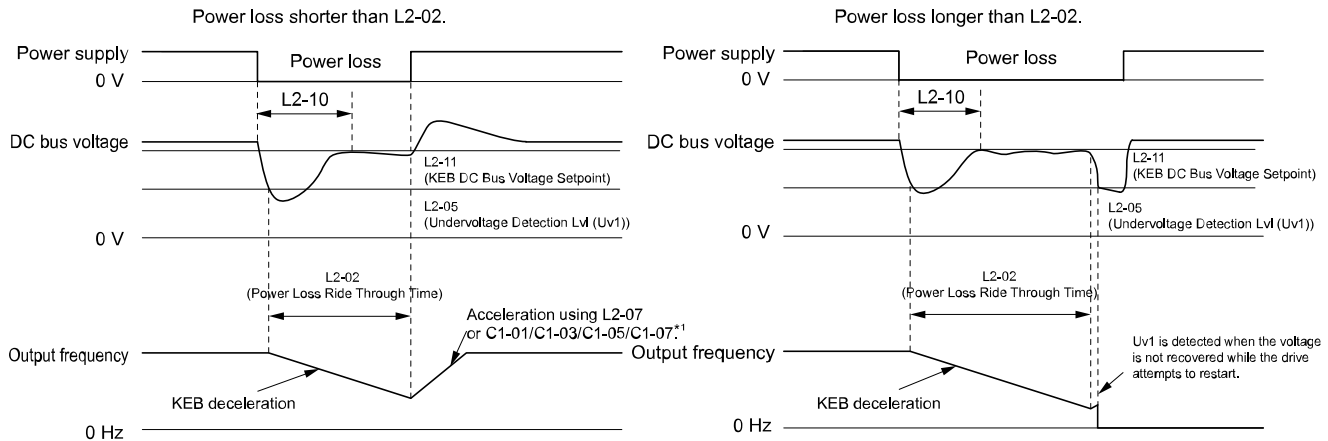 Power loss shorter than L2-02.
Power supply
Power loss
0 V
L2-10
DC bus voltage
L2-11
(KEB DC Bus Voltage Setpoint)
L2-05
(Undervoltage Detection Lvl (Uv1))
0 V
L2-02
(Power Loss Ride Through Time)
Acceleration using L2-07
or C1-01/C1-03/C1-05/C1-07*1
Output frequency
KEB deceleration
0 Hz
Power loss longer than L2-02.
Power supply
Power loss
0 V
L2-10
DC bus voltage
L2-11
(KEB DC Bus Voltage Setpoint)
L2-05
(Undervoltage Detection Lvl (Uv1))
0 V
L2-02
(Power Loss Ride Through Time)
Output frequency
Uv1 is detected when the voltage
is not recovered while the drive
attempts to restart.
KEB deceleration
0 Hz